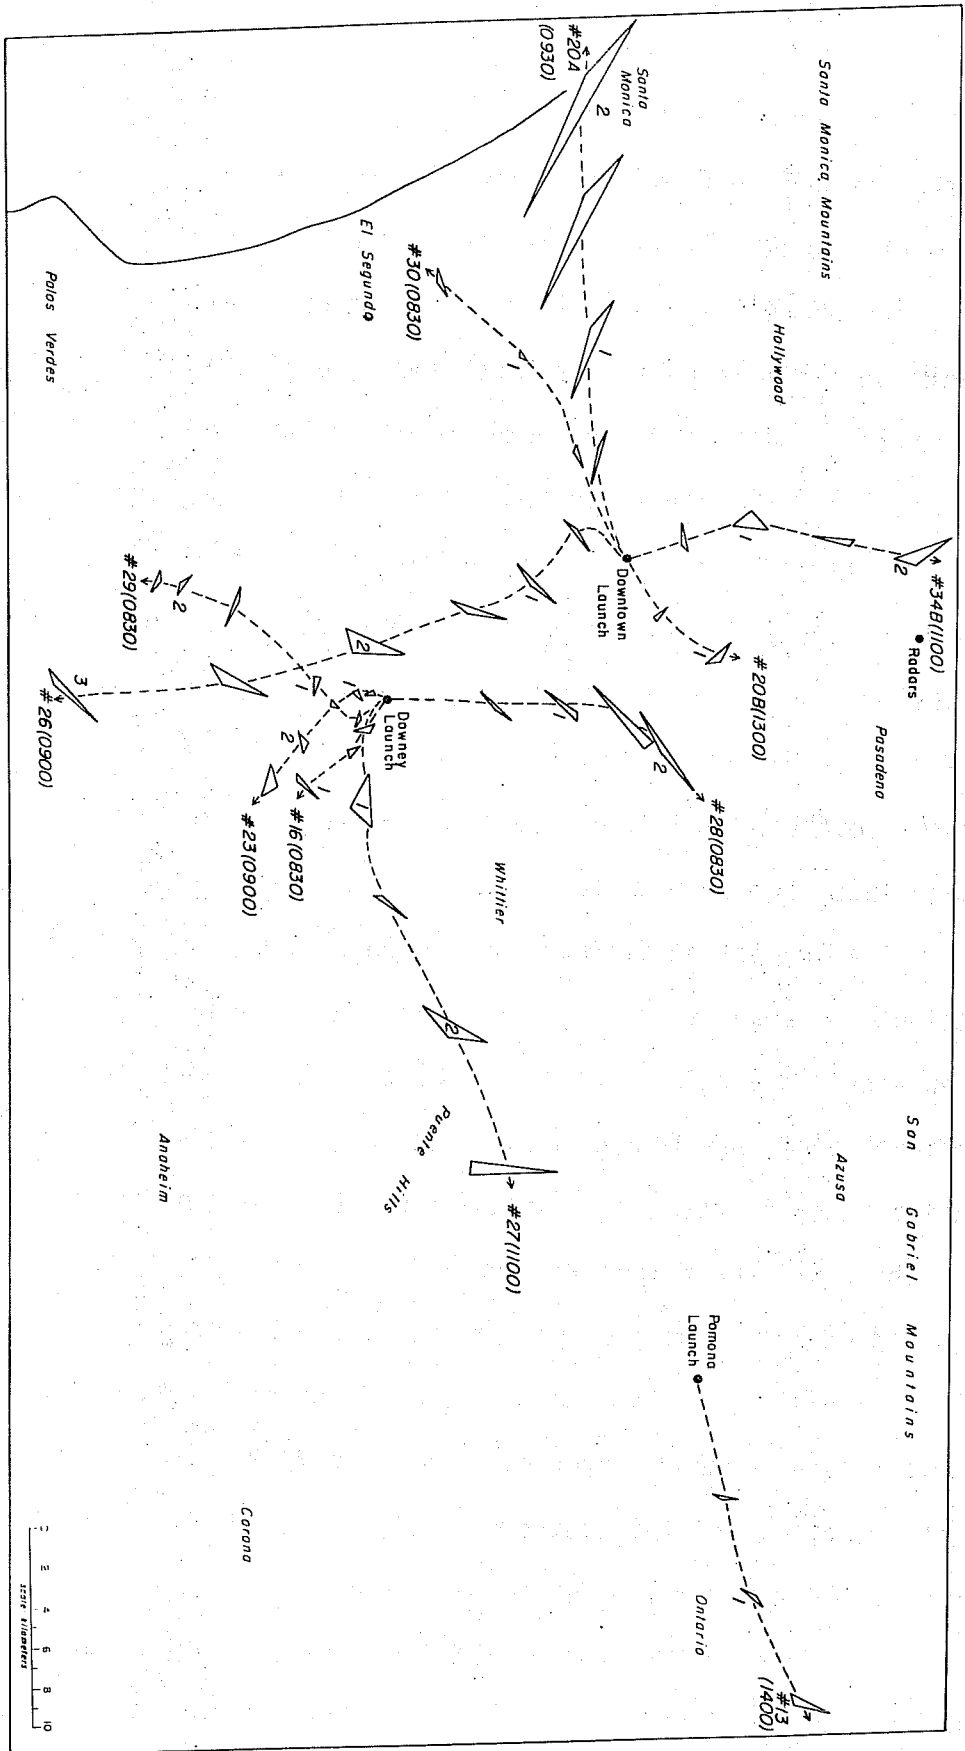 Santa Monica Mountains
Hollywood
Santa
Monica
#20A
(0930)
2
1
El Segundo
#30(0830)
1
Palos Verdes
#34B(1100)
2
1
Radars
Pasadena
San Gabriel Mountains
Azusa
Downtown
Launch
#20B(1300)
1
#28(0830)
2
1
1
2
3
#26(0900)
#29(0830)
2
1
Downey
Launch
#23(0900)
2
#16(0830)
1
1
2
#27(1100)
Whittier
Puente Hills
Anaheim
Pomona
Launch
1
#13
(1400)
Ontario
Corona
2 4 6 8 10
scale kilometers